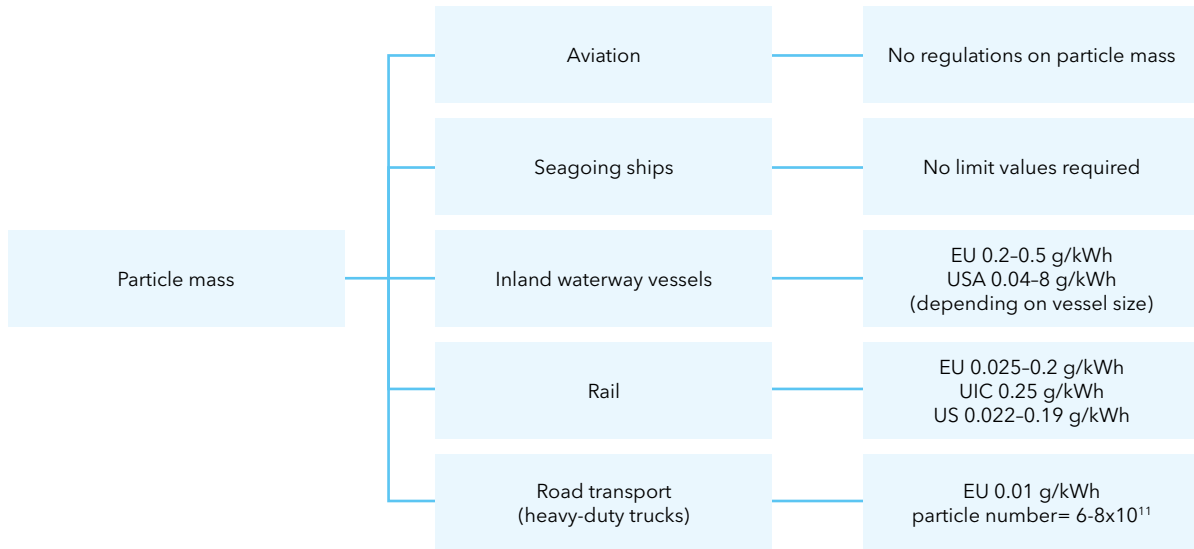 Particle mass
Aviation
No regulations on particle mass
Seagoing ships
No limit values required
Inland waterway vessels
EU 0.2–0.5 g/kWh
USA 0.04–8 g/kWh
(depending on vessel size)
Rail
EU 0.025–0.2 g/kWh
UIC 0.25 g/kWh
US 0.022–0.19 g/kWh
Road transport
(heavy-duty trucks)
EU 0.01 g/kWh
particle number= 6-8x10¹¹